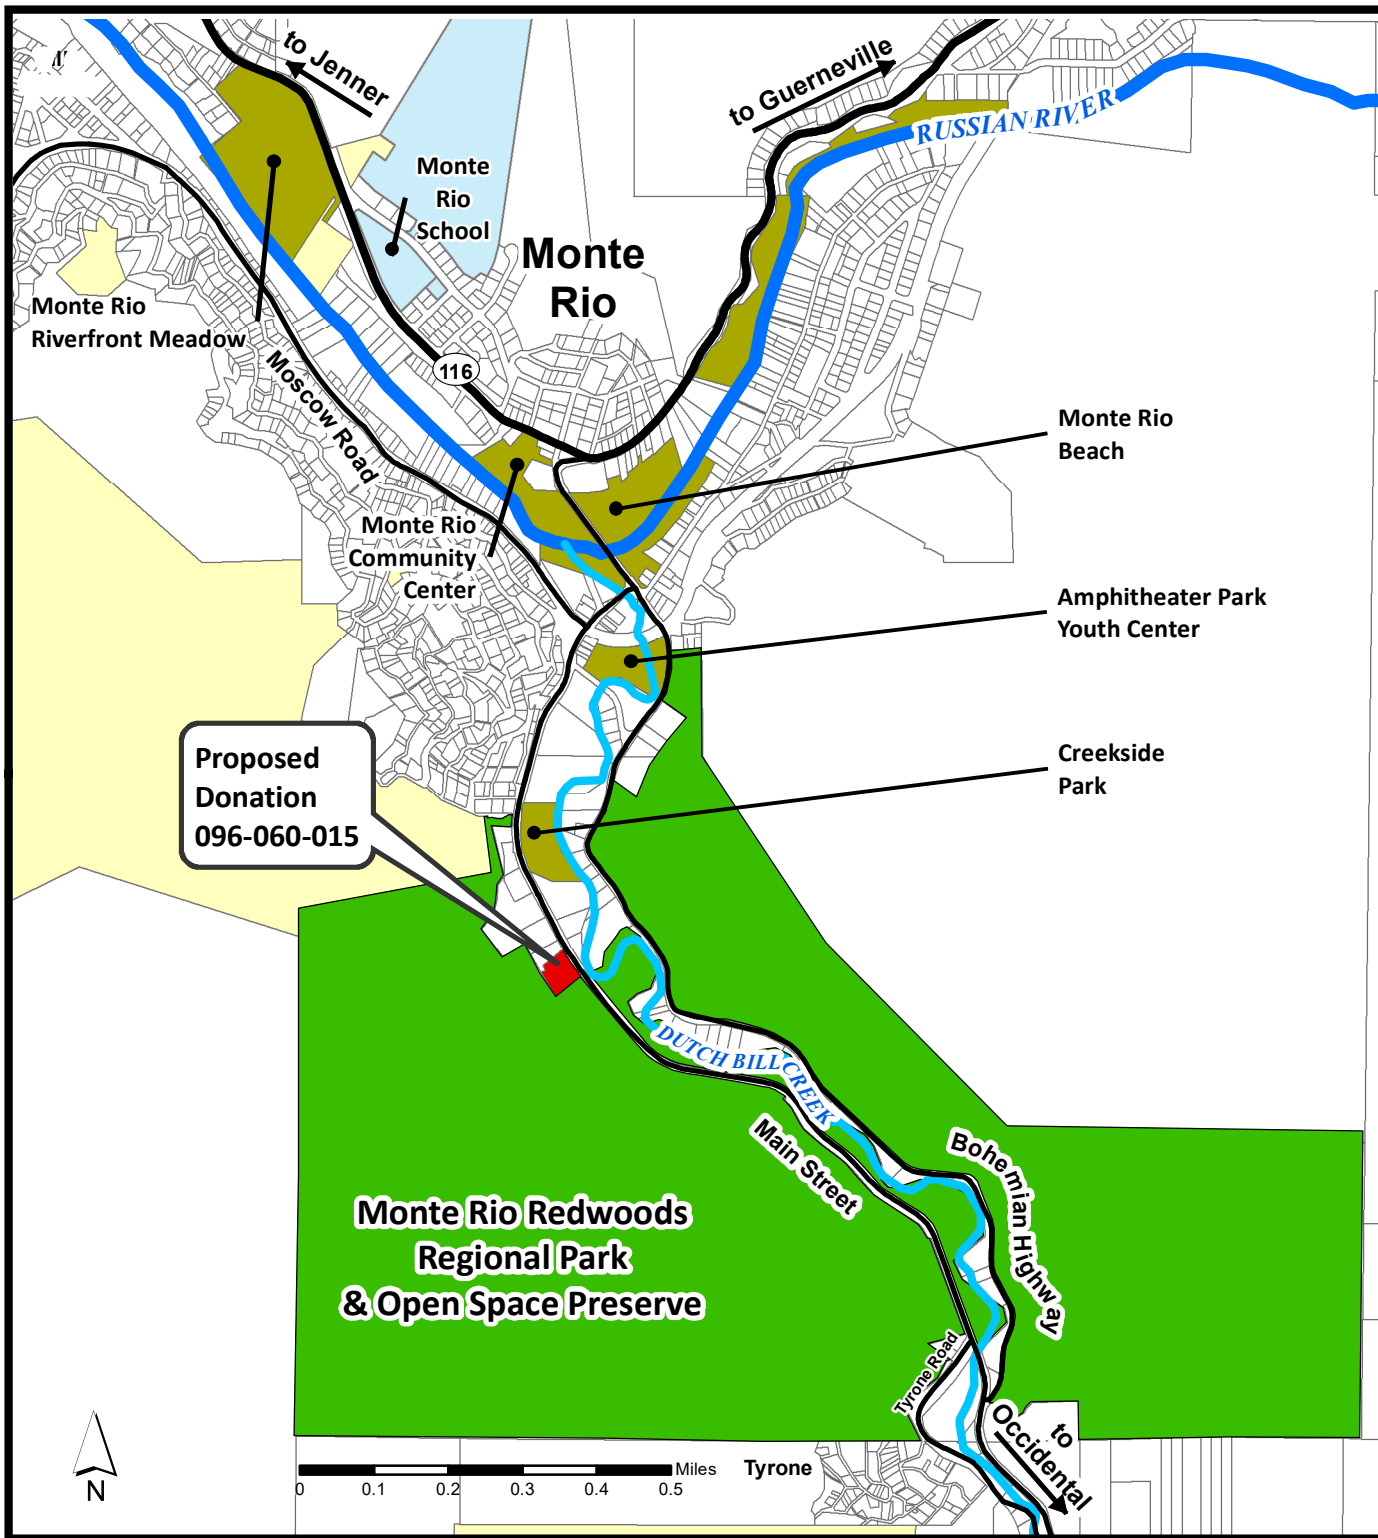 to Jenner
to Guerneville
RUSSIAN RIVER
Monte
Rio
School
Monte
Rio
Monte Rio
Riverfront Meadow
Moscow Road
116
Monte Rio
Beach
Monte Rio
Community
Center
Amphitheater Park
Youth Center
Proposed
Donation
096-060-015
Creekside
Park
DUTCH BILL CREEK
Main Street
Bohemian Highway
Monte Rio Redwoods
Regional Park
& Open Space Preserve
Tyrone Road
to
Occidental
N
Miles
0 0.1 0.2 0.3 0.4 0.5
Tyrone